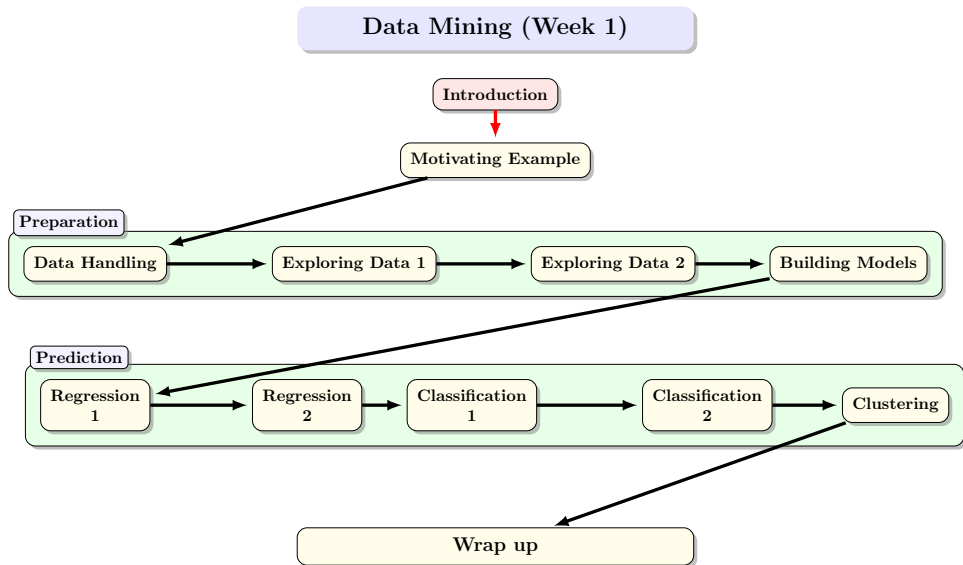 Data Mining (Week 1)
Introduction
Motivating Example
Preparation
Data Handling
Exploring Data 1
Exploring Data 2
Building Models
Prediction
Regression
1
Regression
2
Classification
1
Classification
2
Clustering
Wrap up